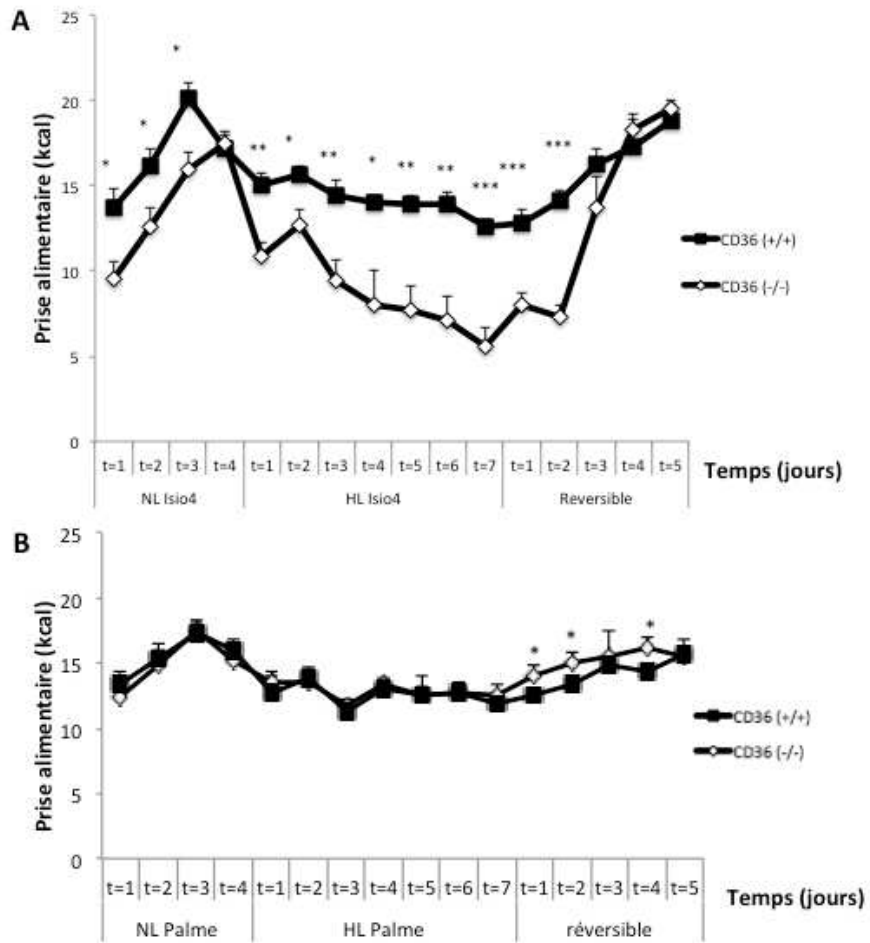 A
25
20
15
10
5
0
Prise alimentaire (kcal)
* * * ** * ** * ** ** *** *** ***
CD36 (+/+)
CD36 (-/-)
t=1 t=2 t=3 t=4 t=1 t=2 t=3 t=4 t=5 t=6 t=7 t=1 t=2 t=3 t=4 t=5
Temps (jours)
NL Isio4 HL Isio4 Reversible
B
25
20
15
10
5
0
Prise alimentaire (kcal)
* * *
CD36 (+/+)
CD36 (-/-)
t=1 t=2 t=3 t=4 t=1 t=2 t=3 t=4 t=5 t=6 t=7 t=1 t=2 t=3 t=4 t=5
Temps (jours)
NL Palme HL Palme réversible